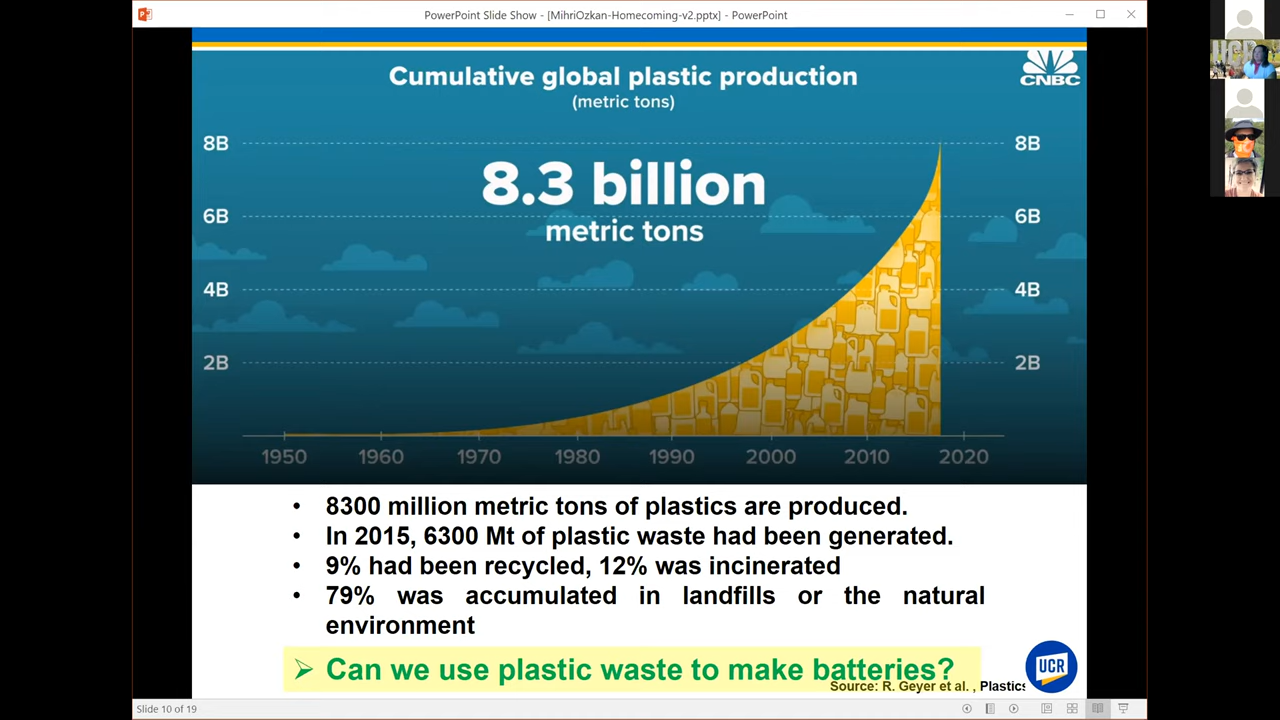 PowerPoint Slide Show - [MihriOzkan-Homecoming-v2.pptx] - PowerPoint
Cumulative global plastic production
(metric tons)
CNBC
8B 8B
8.3 billion
6B 6B
metric tons
4B 4B
2B 2B
1950 1960 1970 1980 1990 2000 2010 2020
• 8300 million metric tons of plastics are produced.
• In 2015, 6300 Mt of plastic waste had been generated.
• 9% had been recycled, 12% was incinerated
• 79% was accumulated in landfills or the natural
environment
➢ Can we use plastic waste to make batteries?
UCR
Source: R. Geyer et al. , Plastics
Slide 10 of 19
UCR